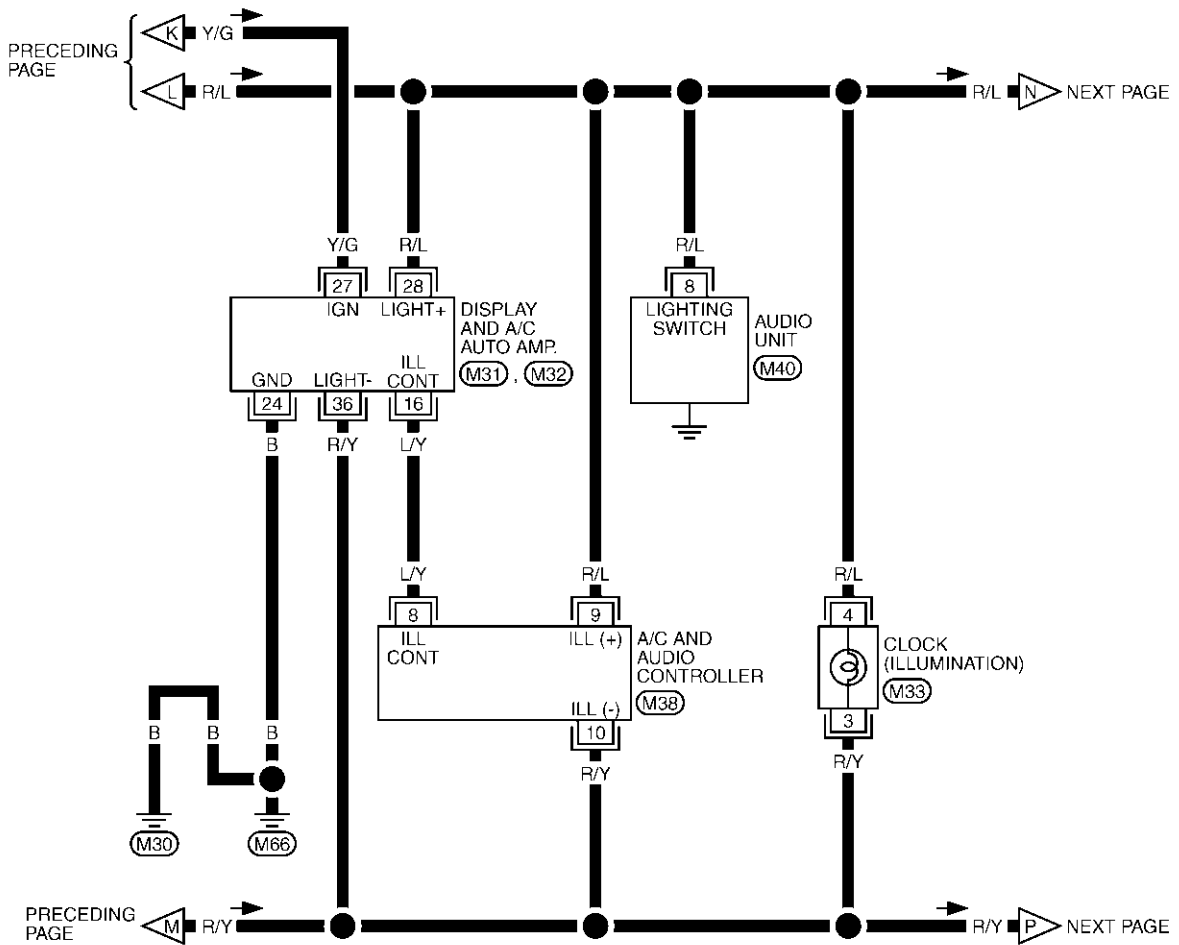 PRECEDING
PAGE
K Y/G
L R/L
R/L N NEXT PAGE
Y/G R/L R/L
27 28 8
IGN LIGHT+
DISPLAY
AND A/C
AUTO AMP.
M31 , M32
GND LIGHT- ILL
CONT
24 36 16
B R/Y L/Y
LIGHTING
SWITCH
AUDIO
UNIT
M40
L/Y R/L R/L
8 9 4
ILL
CONT
ILL (+)
A/C AND
AUDIO
CONTROLLER
M38
ILL (-)
10
R/Y
CLOCK
(ILLUMINATION)
M33
3
R/Y
B B B
M30 M66
PRECEDING
PAGE
M R/Y
R/Y P NEXT PAGE